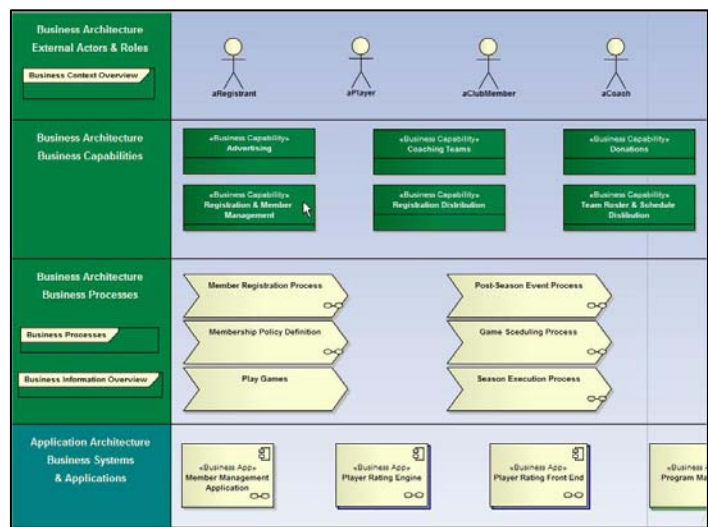 Business Architecture
External Actors & Roles
Business Context Overview
aRegistrant
aPlayer
aClubMember
aCoach
Business Architecture
Business Capabilities
«Business Capability»
Advertising
«Business Capability»
Coaching Teams
«Business Capability»
Donations
«Business Capability»
Registration & Member
Management
«Business Capability»
Registration Distribution
«Business Capability»
Team Roster & Schedule
Distibution
Business Architecture
Business Processes
Business Processes
Business Information Overview
Member Registration Process
Post-Season Event Process
Membership Policy Definition
Game Sceduling Process
Play Games
Season Execution Process
Application Architecture
Business Systems
& Applications
«Business App»
Member Management
Application
«Business App»
Player Rating Engine
«Business App»
Player Rating Front End
«Business
Program Ma